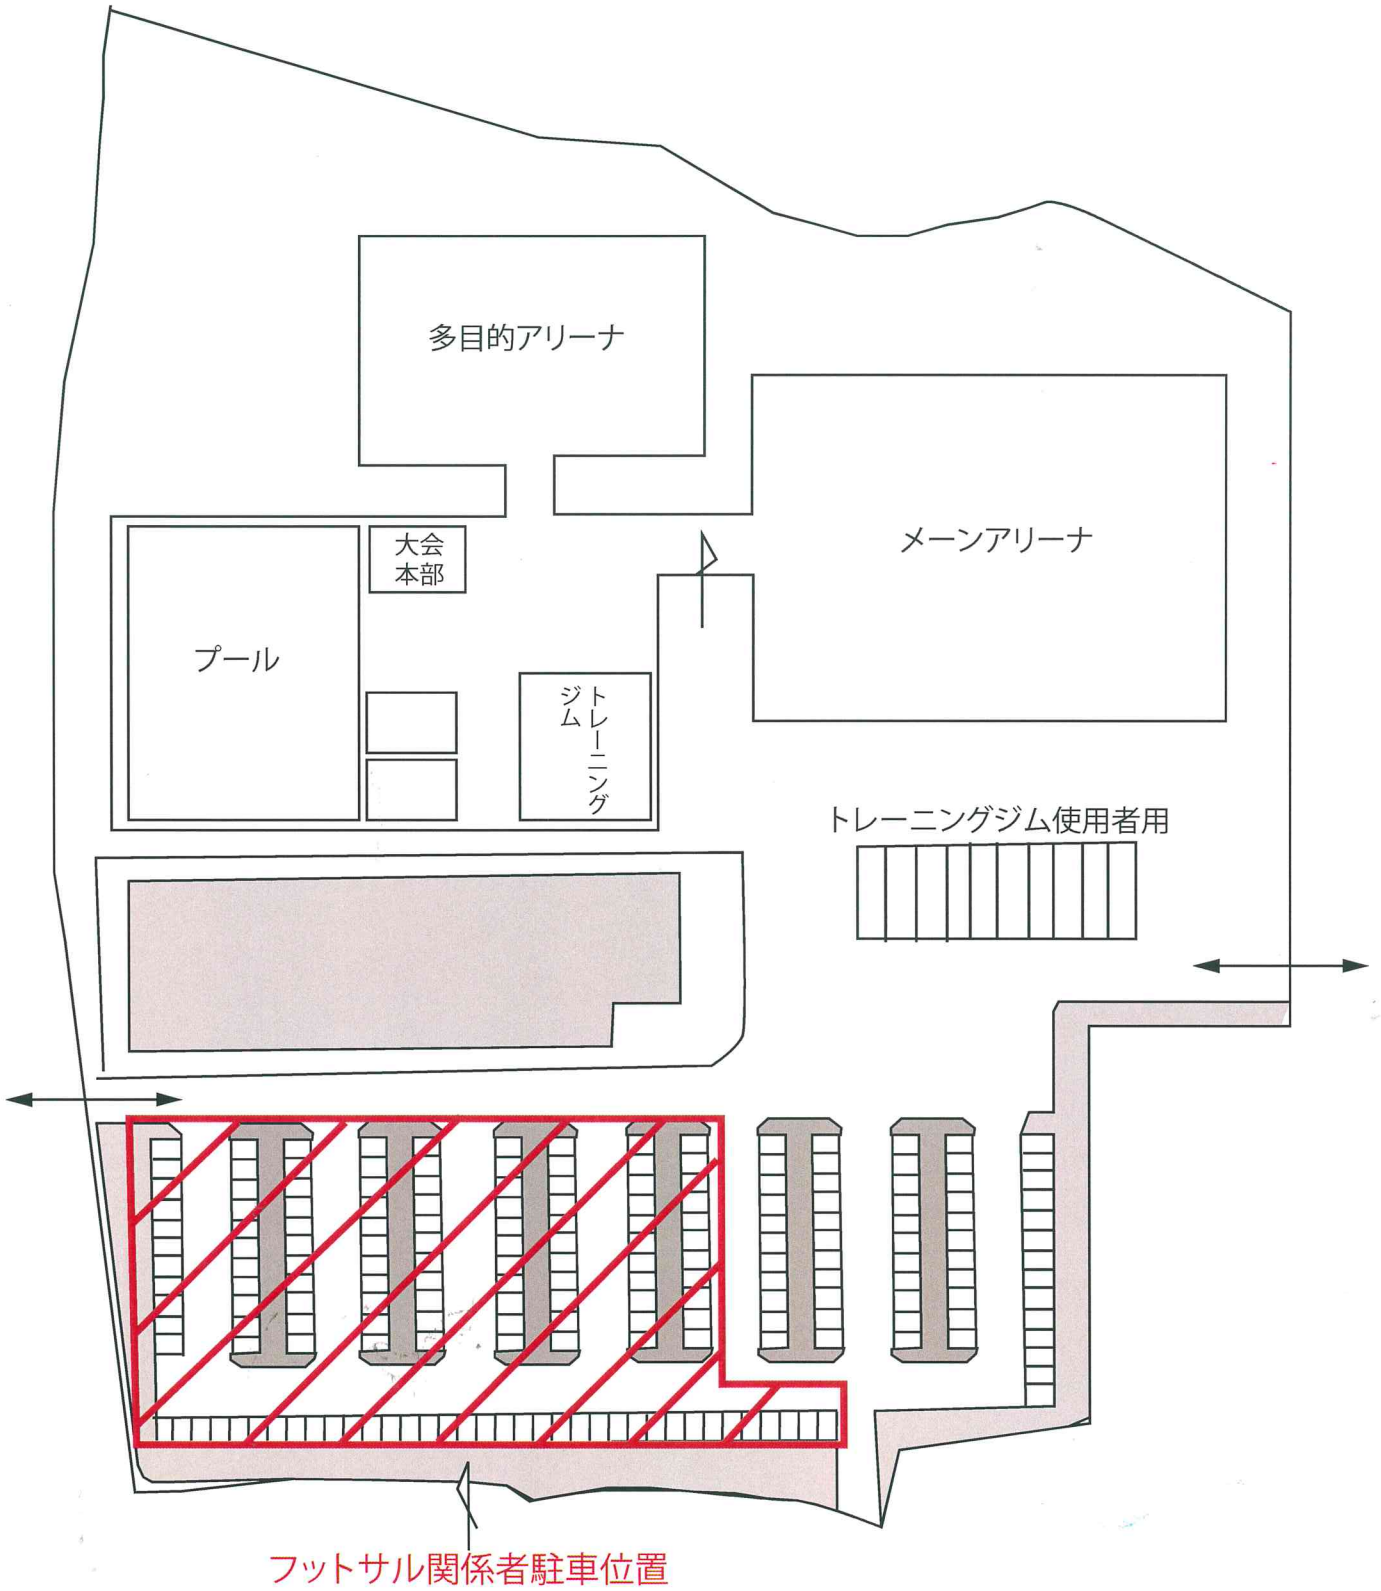 多目的アリーナ
メーンアリーナ
大会
本部
プール
トレーニング
ジム
トレーニングジム使用者用
フットサル関係者駐車位置